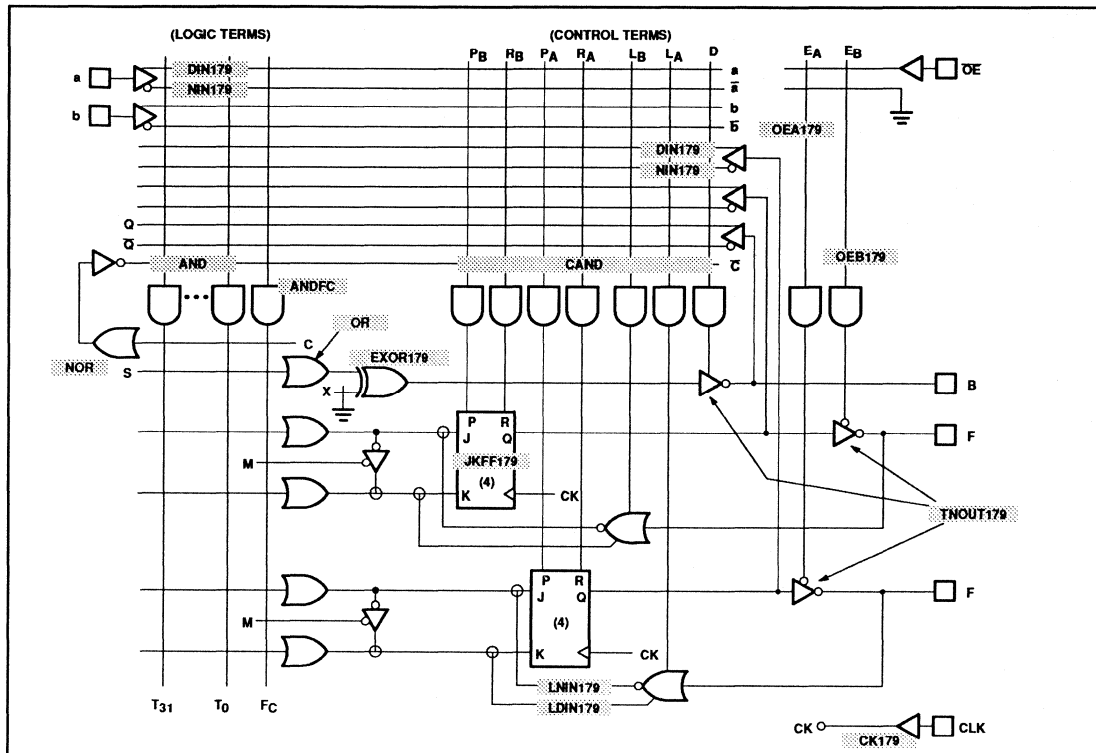 (LOGIC TERMS)
(CONTROL TERMS)
PB RB PA RA LB LA D EA EB
a
DIN179
a
OE
NIN179
a
b
b
b
OEA179
DIN179
NIN179
Q
Q
AND
CAND
C
OEB179
ANDFC
OR
NOR
C
S
EXOR179
X
B
P R
J Q
F
M
JKFF179
(4)
K
CK
TNOUT179
P R
J Q
F
M
(4)
K
CK
LNIN179
LDIN179
T31 T0 FC
CK
CLK
CK179